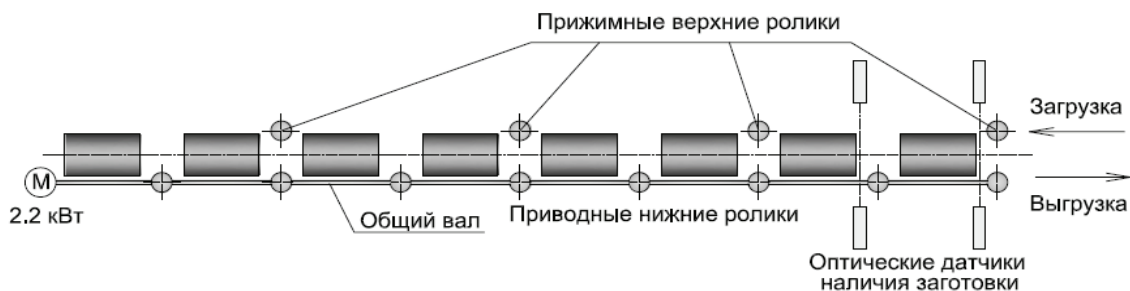 Прижимные верхние ролики
Загрузка
М
2.2 кВт
Общий вал
Приводные нижние ролики
Выгрузка
Оптические датчики
наличия заготовки